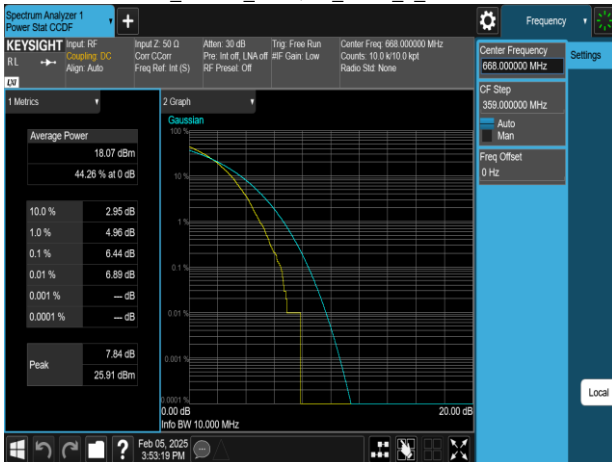 Spectrum Analyzer 1
Power Stat CCDF
Frequency
KEYSIGHT
RL
LXI
Input: RF
Coupling: DC
Align: Auto
Input Z: 50 Ω
Corr CCorr
Freq Ref: Int (S)
Atten: 30 dB
Pre: Int off, LNA off
RF Preset: Off
Trig: Free Run
#IF Gain: Low
Center Freq: 668.000000 MHz
Counts: 10.0 k/10.0 kpt
Radio Std: None
Center Frequency
668.000000 MHz
Settings
CF Step
359.000000 MHz
Auto
Man
Freq Offset
0 Hz
Local
1 Metrics
Average Power
18.07 dBm
44.26 % at 0 dB
10.0 % 2.95 dB
1.0 % 4.96 dB
0.1 % 6.44 dB
0.01 % 6.89 dB
0.001 % --- dB
0.0001 % --- dB
Peak
7.84 dB
25.91 dBm
2 Graph
Gaussian
100 %
10 %
1 %
0.1 %
0.01 %
0.001 %
0.0001 %
0.00 dB 20.00 dB
Info BW 10.000 MHz
?
Feb 05, 2025
3:53:19 PM